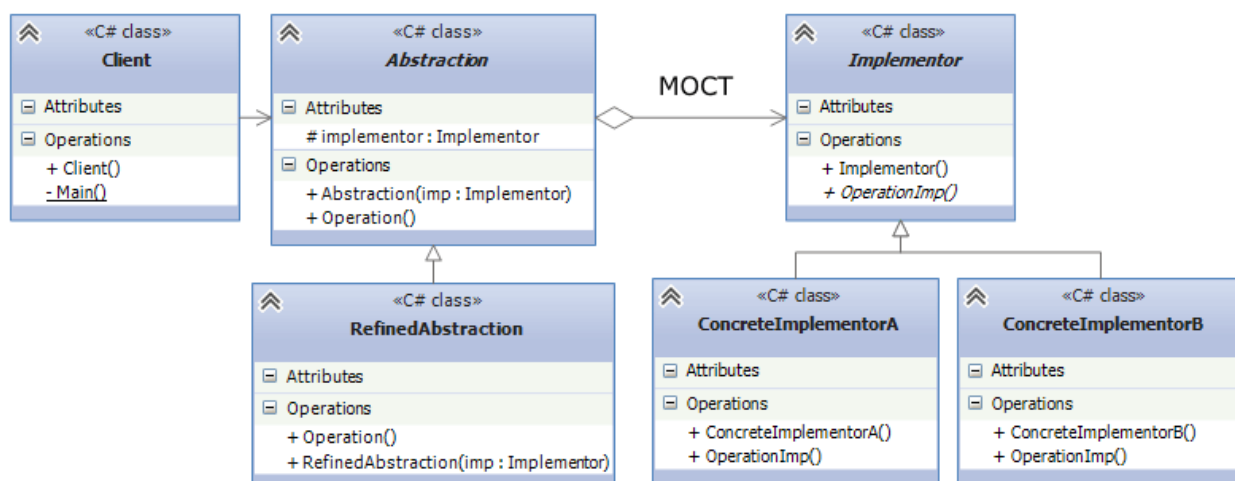 «C# class»
Client
Attributes
Operations
+ Client()
- Main()
«C# class»
Abstraction
Attributes
# implementor : Implementor
Operations
+ Abstraction(imp : Implementor)
+ Operation()
МОСТ
«C# class»
Implementor
Attributes
Operations
+ Implementor()
+ OperationImp()
«C# class»
RefinedAbstraction
Attributes
Operations
+ Operation()
+ RefinedAbstraction(imp : Implementor)
«C# class»
ConcreteImplementorA
Attributes
Operations
+ ConcreteImplementorA()
+ OperationImp()
«C# class»
ConcreteImplementorB
Attributes
Operations
+ ConcreteImplementorB()
+ OperationImp()